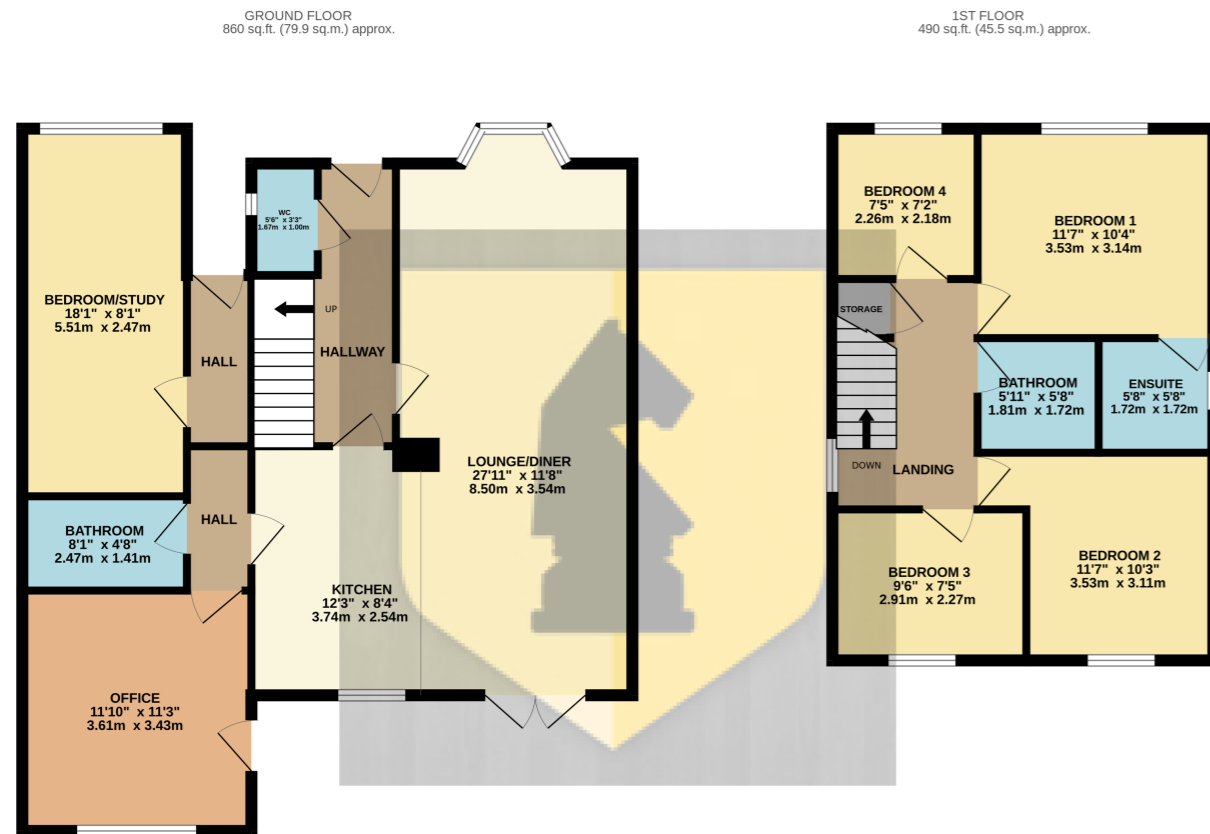 GROUND FLOOR
860 sq.ft. (79.9 sq.m.) approx.
1ST FLOOR
490 sq.ft. (45.5 sq.m.) approx.
BEDROOM/STUDY
18'1" x 8'1"
5.51m x 2.47m
HALL
WC
5'6" x 3'3"
1.67m x 1.00m
UP
HALLWAY
LOUNGE/DINER
27'11" x 11'8"
8.50m x 3.54m
HALL
BATHROOM
8'1" x 4'8"
2.47m x 1.41m
KITCHEN
12'3" x 8'4"
3.74m x 2.54m
OFFICE
11'10" x 11'3"
3.61m x 3.43m
BEDROOM 4
7'5" x 7'2"
2.26m x 2.18m
BEDROOM 1
11'7" x 10'4"
3.53m x 3.14m
STORAGE
BATHROOM
5'11" x 5'8"
1.81m x 1.72m
ENSUITE
5'8" x 5'8"
1.72m x 1.72m
DOWN
LANDING
BEDROOM 3
9'6" x 7'5"
2.91m x 2.27m
BEDROOM 2
11'7" x 10'3"
3.53m x 3.11m